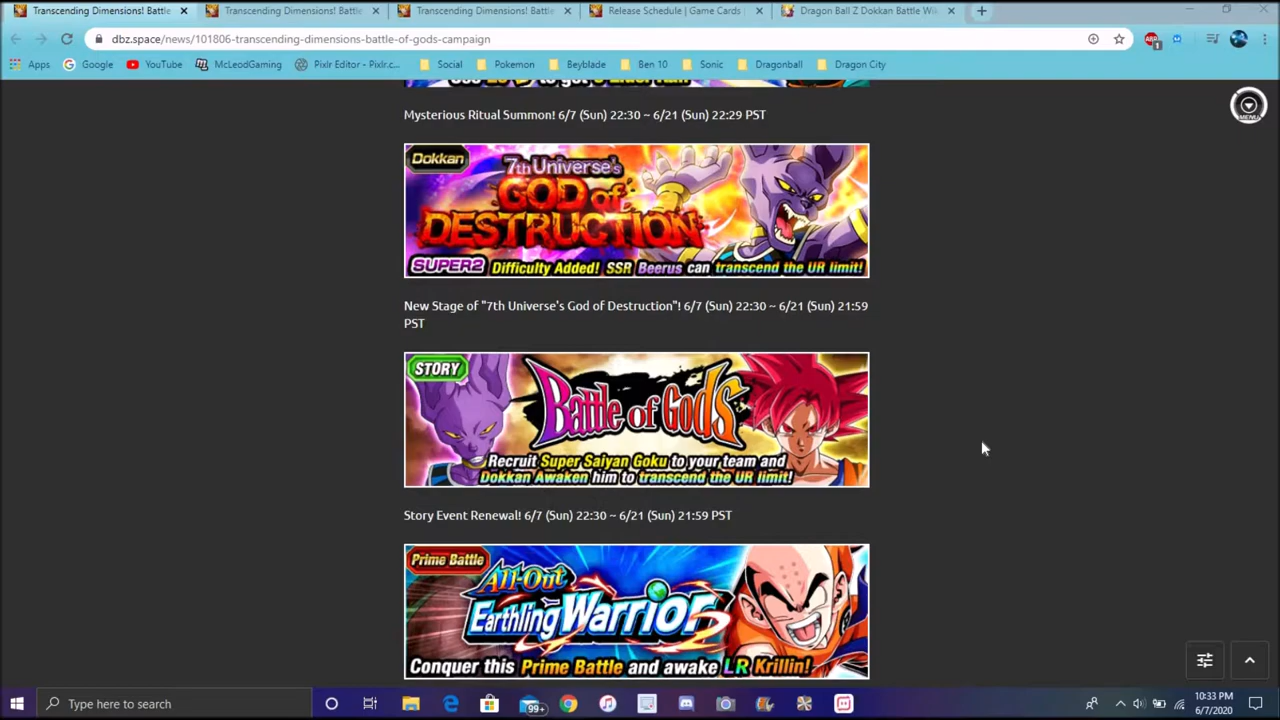 Transcending Dimensions! Battle
Transcending Dimensions! Battle
Transcending Dimensions! Battle
Release Schedule | Game Cards
Dragon Ball Z Dokkan Battle Wi
dbz.space/news/101806-transcending-dimensions-battle-of-gods-campaign
Apps
Google
YouTube
McLeodGaming
Pixlr Editor - Pixlr.c...
Social
Pokemon
Beyblade
Ben 10
Sonic
Dragonball
Dragon City
Mysterious Ritual Summon! 6/7 (Sun) 22:30 ~ 6/21 (Sun) 22:29 PST
MENU
Dokkan
7th Universe's
GOD of
DESTRUCTION
SUPER2 Difficulty Added! SSR Beerus can transcend the UR limit!
New Stage of "7th Universe's God of Destruction"! 6/7 (Sun) 22:30 ~ 6/21 (Sun) 21:59
PST
STORY
Battle of Gods
Recruit Super Saiyan Goku to your team and
Dokkan Awaken him to transcend the UR limit!
Story Event Renewal! 6/7 (Sun) 22:30 ~ 6/21 (Sun) 21:59 PST
Prime Battle
All-Out
Earthling Warrior 2
Conquer this Prime Battle and awake LR Krillin!
Type here to search
99+
10:33 PM
6/7/2020